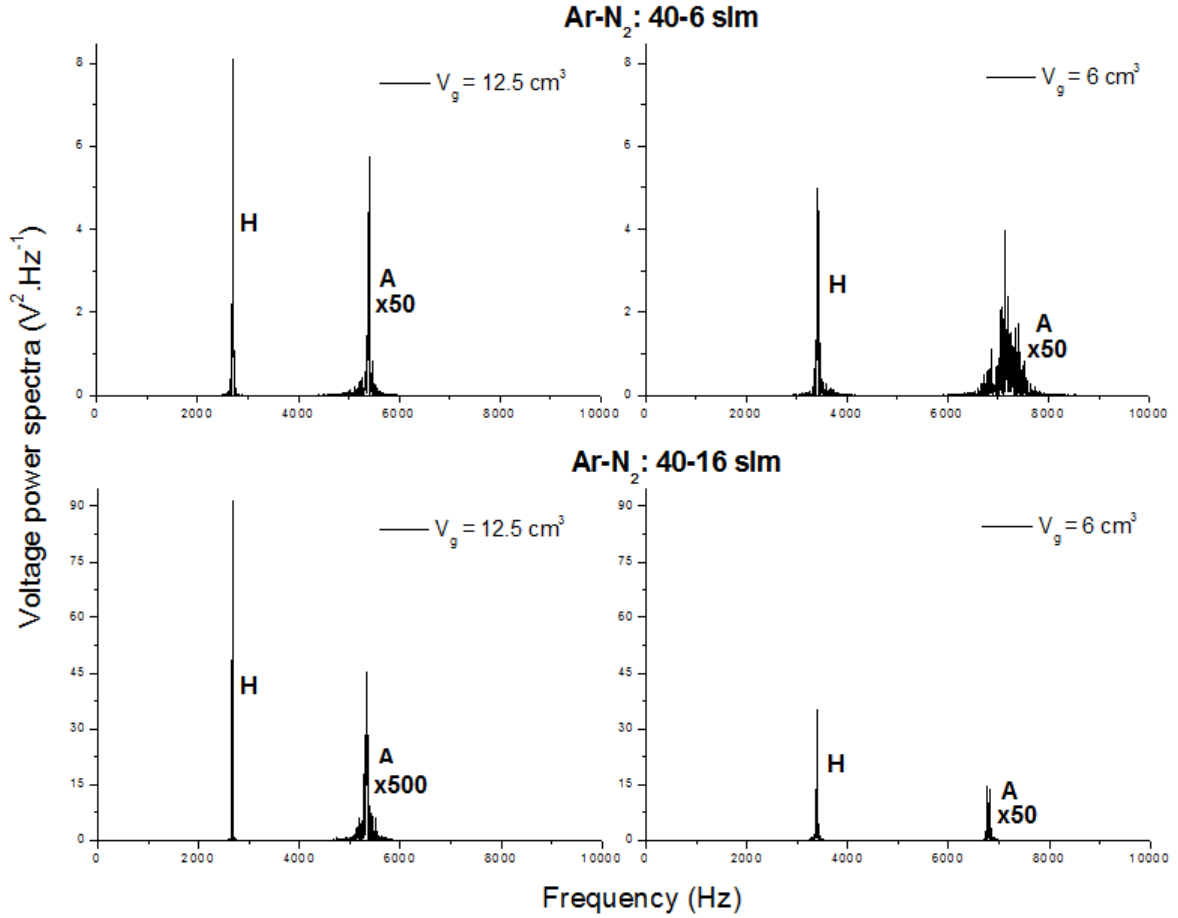 Ar-N₂: 40-6 slm
Voltage power spectra (V².Hz⁻¹)
V_g = 12.5 cm³
8
6
4
2
0
H
A
x50
0 2000 4000 6000 8000 10000
V_g = 6 cm³
8
6
4
2
0
H
A
x50
0 2000 4000 6000 8000 10000
Ar-N₂: 40-16 slm
V_g = 12.5 cm³
90
75
60
45
30
15
0
H
A
x500
0 2000 4000 6000 8000 10000
V_g = 6 cm³
90
75
60
45
30
15
0
H
A
x50
0 2000 4000 6000 8000 10000
Frequency (Hz)